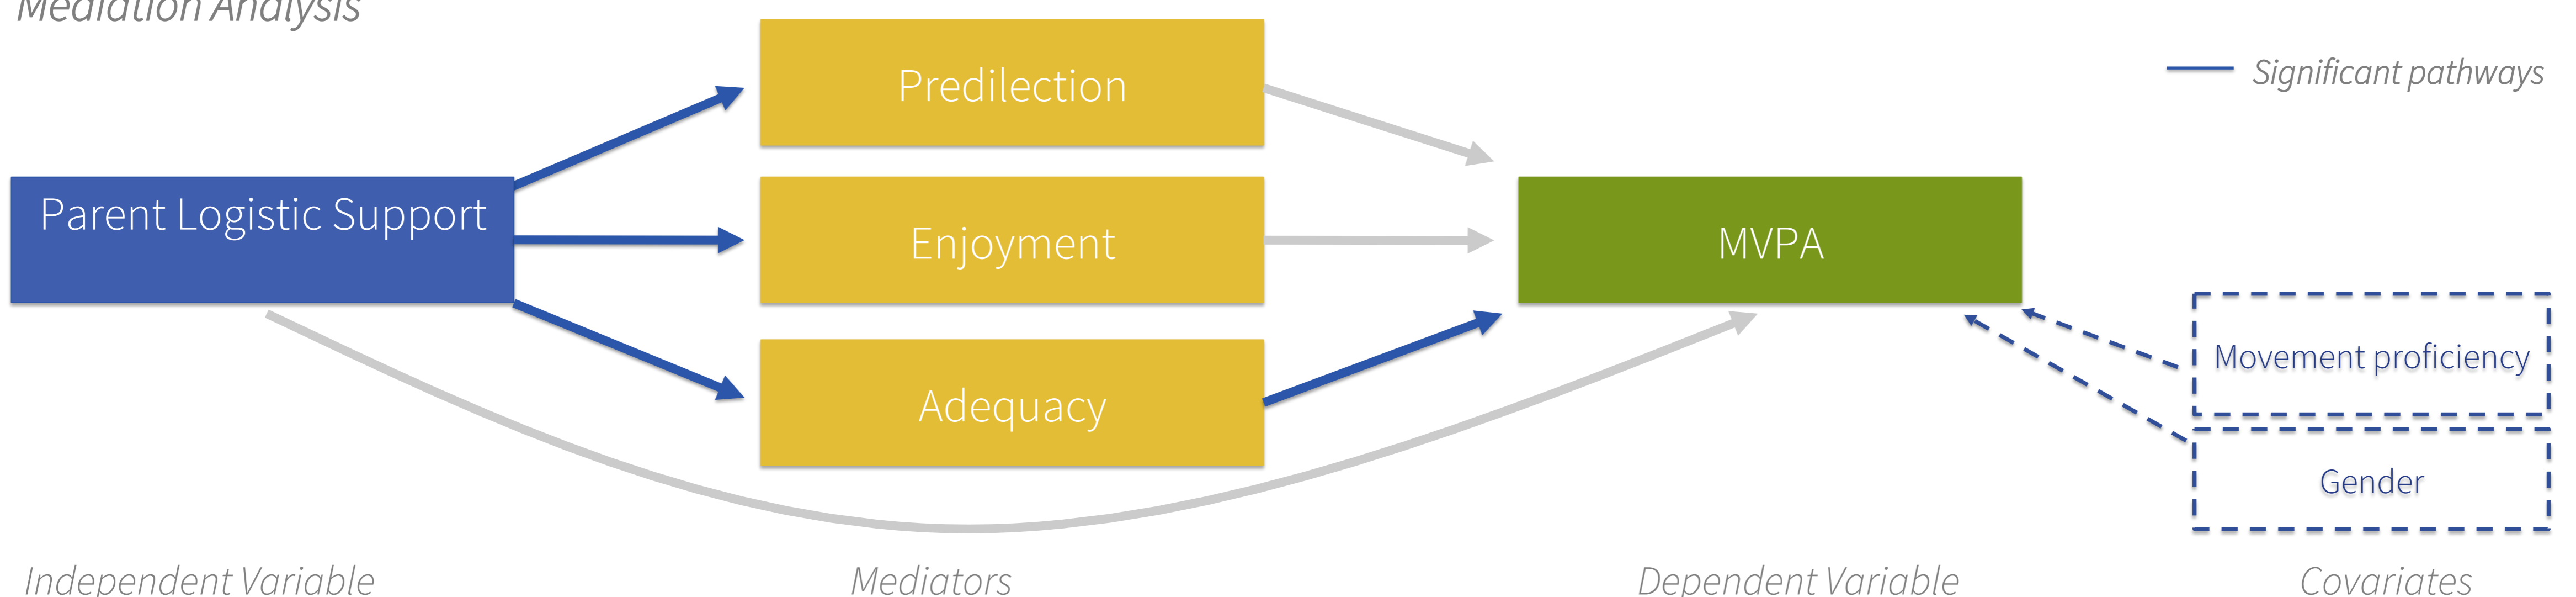 Mediation Analysis
Predilection
Significant pathways
Parent Logistic Support
Enjoyment
MVPA
Movement proficiency
Adequacy
Gender
Independent Variable
Mediators
Dependent Variable
Covariates